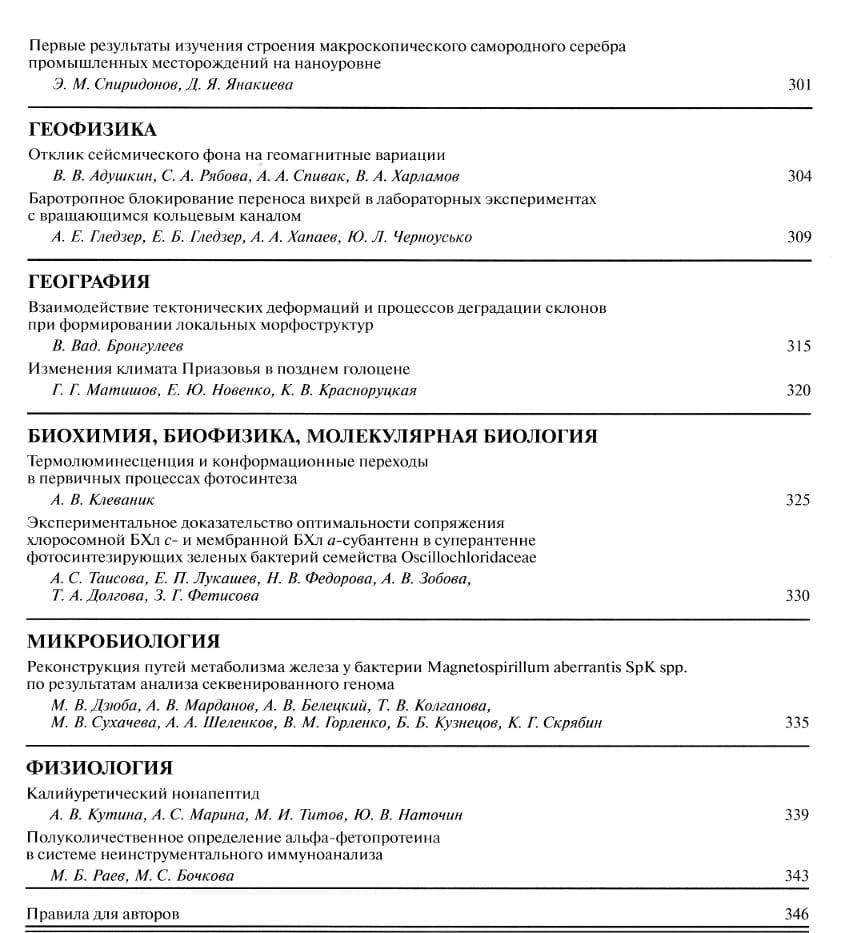 Первые результаты изучения строения макроскопического самородного серебра
промышленных месторождений на наноуровне
Э. М. Спиридонов, Д. Я. Янакиева 301
ГЕОФИЗИКА
Отклик сейсмического фона на геомагнитные вариации
В. В. Адушкин, С. А. Рябова, А. А. Спивак, В. А. Харламов 304
Баротропное блокирование переноса вихрей в лабораторных экспериментах
с вращающимся кольцевым каналом
А. Е. Гледзер, Е. Б. Гледзер, А. А. Хапаев, Ю. Л. Черноусько 309
ГЕОГРАФИЯ
Взаимодействие тектонических деформаций и процессов деградации склонов
при формировании локальных морфоструктур
В. Вад. Бронгулеев 315
Изменения климата Приазовья в позднем голоцене
Г. Г. Матишов, Е. Ю. Новенко, К. В. Красноруцкая 320
БИОХИМИЯ, БИОФИЗИКА, МОЛЕКУЛЯРНАЯ БИОЛОГИЯ
Термолюминесценция и конформационные переходы
в первичных процессах фотосинтеза
А. В. Клеваник 325
Экспериментальное доказательство оптимальности сопряжения
хлоросомной БХл с- и мембранной БХл а-субантенн в суперантенне
фотосинтезирующих зеленых бактерий семейства Oscillochloridaceae
А. С. Таисова, Е. П. Лукашев, Н. В. Федорова, А. В. Зобова,
Т. А. Долгова, З. Г. Фетисова 330
МИКРОБИОЛОГИЯ
Реконструкция путей метаболизма железа у бактерии Magnetospirillum aberrantis SpK spp.
по результатам анализа секвенированного генома
М. В. Дзюба, А. В. Марданов, А. В. Белецкий, Т. В. Колганова,
М. В. Сухачева, А. А. Шеленков, В. М. Горленко, Б. Б. Кузнецов, К. Г. Скрябин 335
ФИЗИОЛОГИЯ
Калийуретический нонапептид
А. В. Кутина, А. С. Марина, М. И. Титов, Ю. В. Наточин 339
Полуколичественное определение альфа-фетопротеина
в системе неинструментального иммуноанализа
М. Б. Раев, М. С. Бочкова 343
Правила для авторов 346